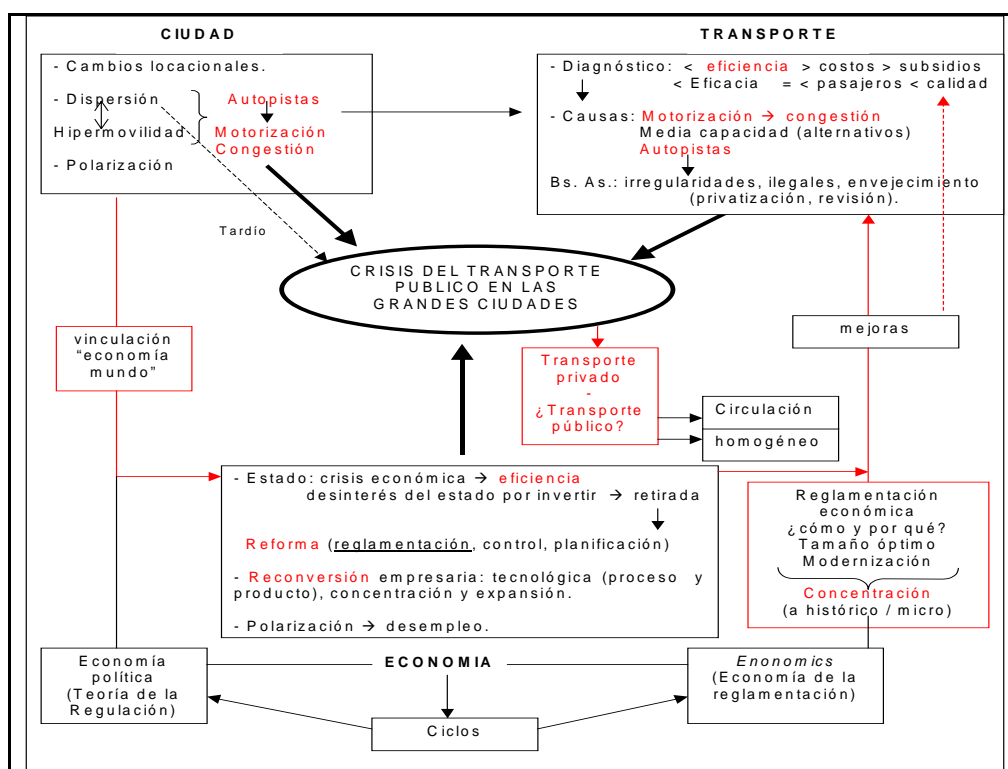 CIUDAD
- Cambios locacionales.
- Dispersión
Hipermovilidad
- Polarización
Autopistas
Motorización
Congestión
TRANSPORTE
- Diagnóstico: < eficiencia > costos > subsidios
< Eficacia = < pasajeros < calidad
- Causas: Motorización → congestión
Media capacidad (alternativos)
Autopistas
Bs. As.: irregularidades, ilegales, envejecimiento
(privatización, revisión).
Tardío
CRISIS DEL TRANSPORTE
PUBLICO EN LAS
GRANDES CIUDADES
vinculación
“economía
mundo”
mejoras
Transporte
privado
-
¿Transporte
público?
Circulación
homogéneo
- Estado: crisis económica → eficiencia
desinterés del estado por invertir → retirada
Reforma (reglamentación, control, planificación)
- Reconversión empresaria: tecnológica (proceso y
producto), concentración y expansión.
- Polarización → desempleo.
Reglamentación
económica
¿cómo y por qué?
Tamaño óptimo
Modernización
Concentración
(a histórico / micro)
Economía
política
(Teoría de la
Regulación)
ECONOMIA
Enonomics
(Economía de la
reglamentación)
Ciclos